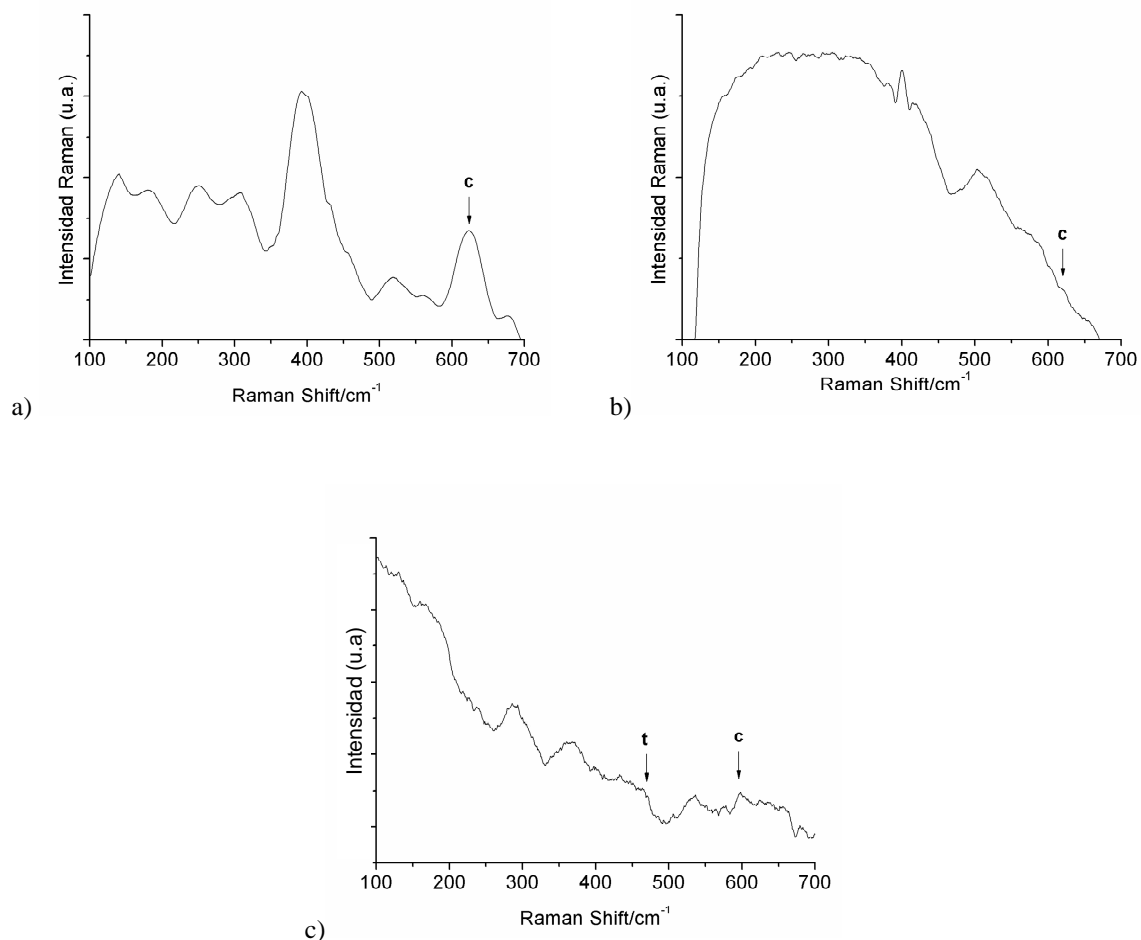 Intensidad Raman (u.a.)
c
100 200 300 400 500 600 700
Raman Shift/cm-1
a)
Intensidad Raman (u.a.)
c
100 200 300 400 500 600 700
Raman Shift/cm-1
b)
Intensidad (u.a)
t c
100 200 300 400 500 600 700
Raman Shift/cm-1
c)